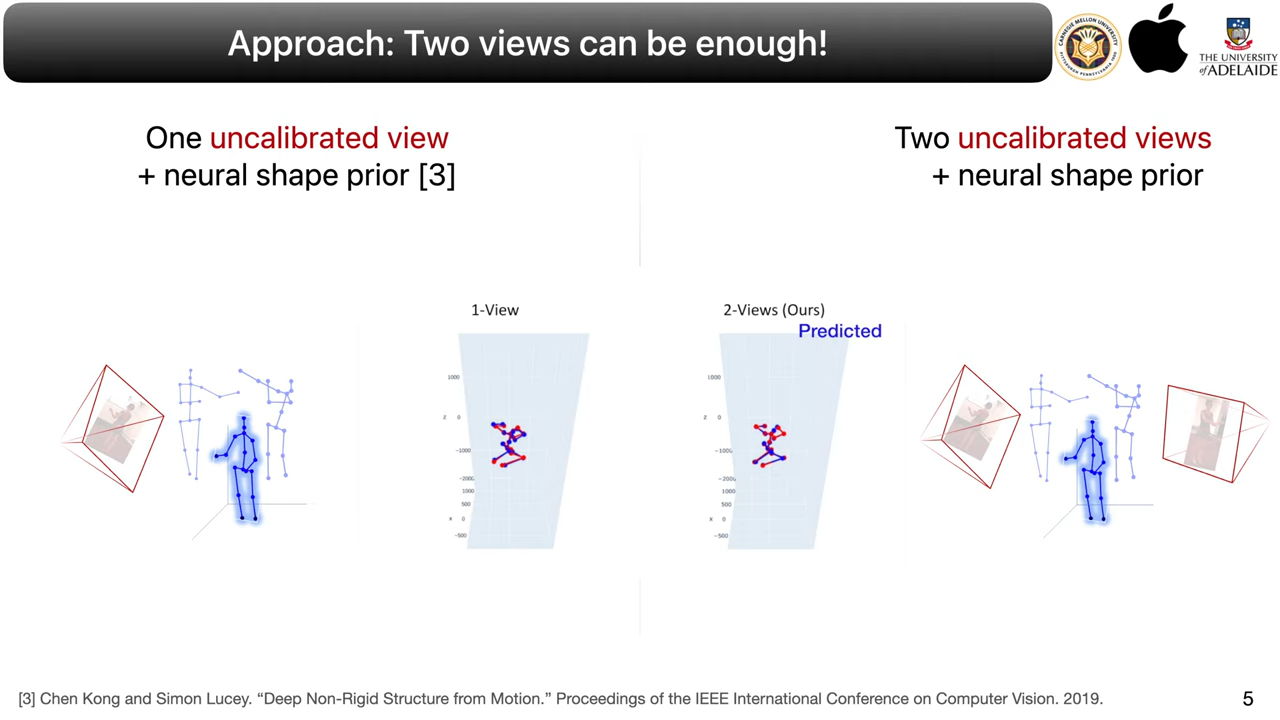 Approach: Two views can be enough!
CARNEGIE MELLON UNIVERSITY
THE UNIVERSITY
of ADELAIDE
One uncalibrated view
+ neural shape prior [3]
Two uncalibrated views
+ neural shape prior
1-View
1000
z 0
-1000
-2000
1000
500
x 0
-500
2-Views (Ours)
Predicted
1000
z 0
-1000
-2000
1000
500
x 0
-500
[3] Chen Kong and Simon Lucey. “Deep Non-Rigid Structure from Motion.” Proceedings of the IEEE International Conference on Computer Vision. 2019.
5